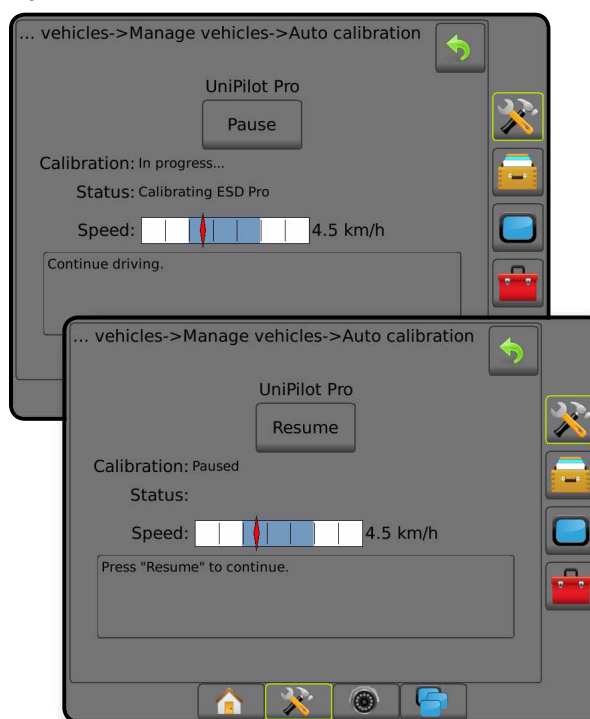 ... vehicles->Manage vehicles->Auto calibration
UniPilot Pro
Pause
Calibration: In progress...
Status: Calibrating ESD Pro
Speed: 4.5 km/h
Continue driving.
... vehicles->Manage vehicles->Auto calibration
UniPilot Pro
Resume
Calibration: Paused
Status:
Speed: 4.5 km/h
Press "Resume" to continue.